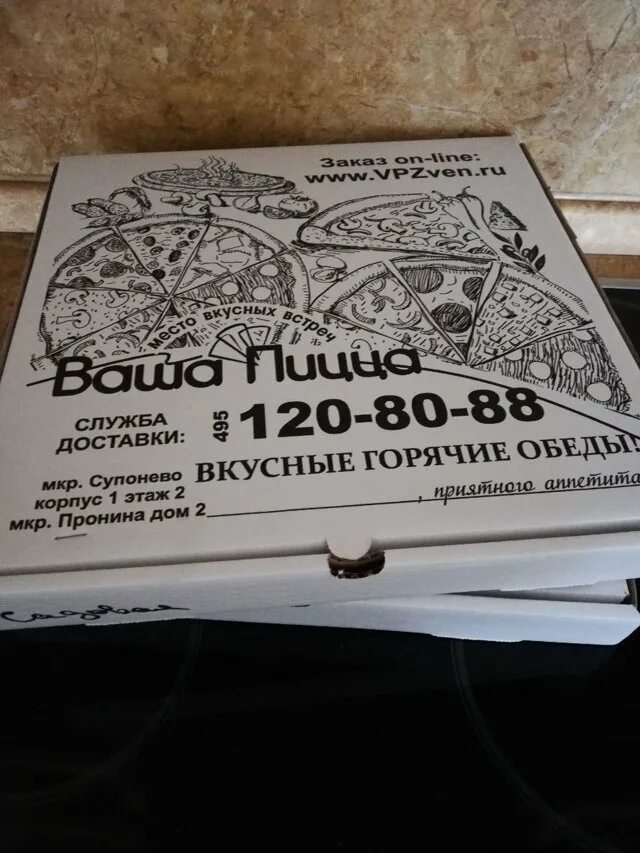 Заказ on-line:
www.VPZven.ru
место вкусных встреч
Ваша Пицца
СЛУЖБА
ДОСТАВКИ:
495 120-80-88
ВКУСНЫЕ ГОРЯЧИЕ ОБЕДЫ!
мкр. Супонево
корпус 1 этаж 2
мкр. Пронина дом 2
, приятного аппетита
Садовая